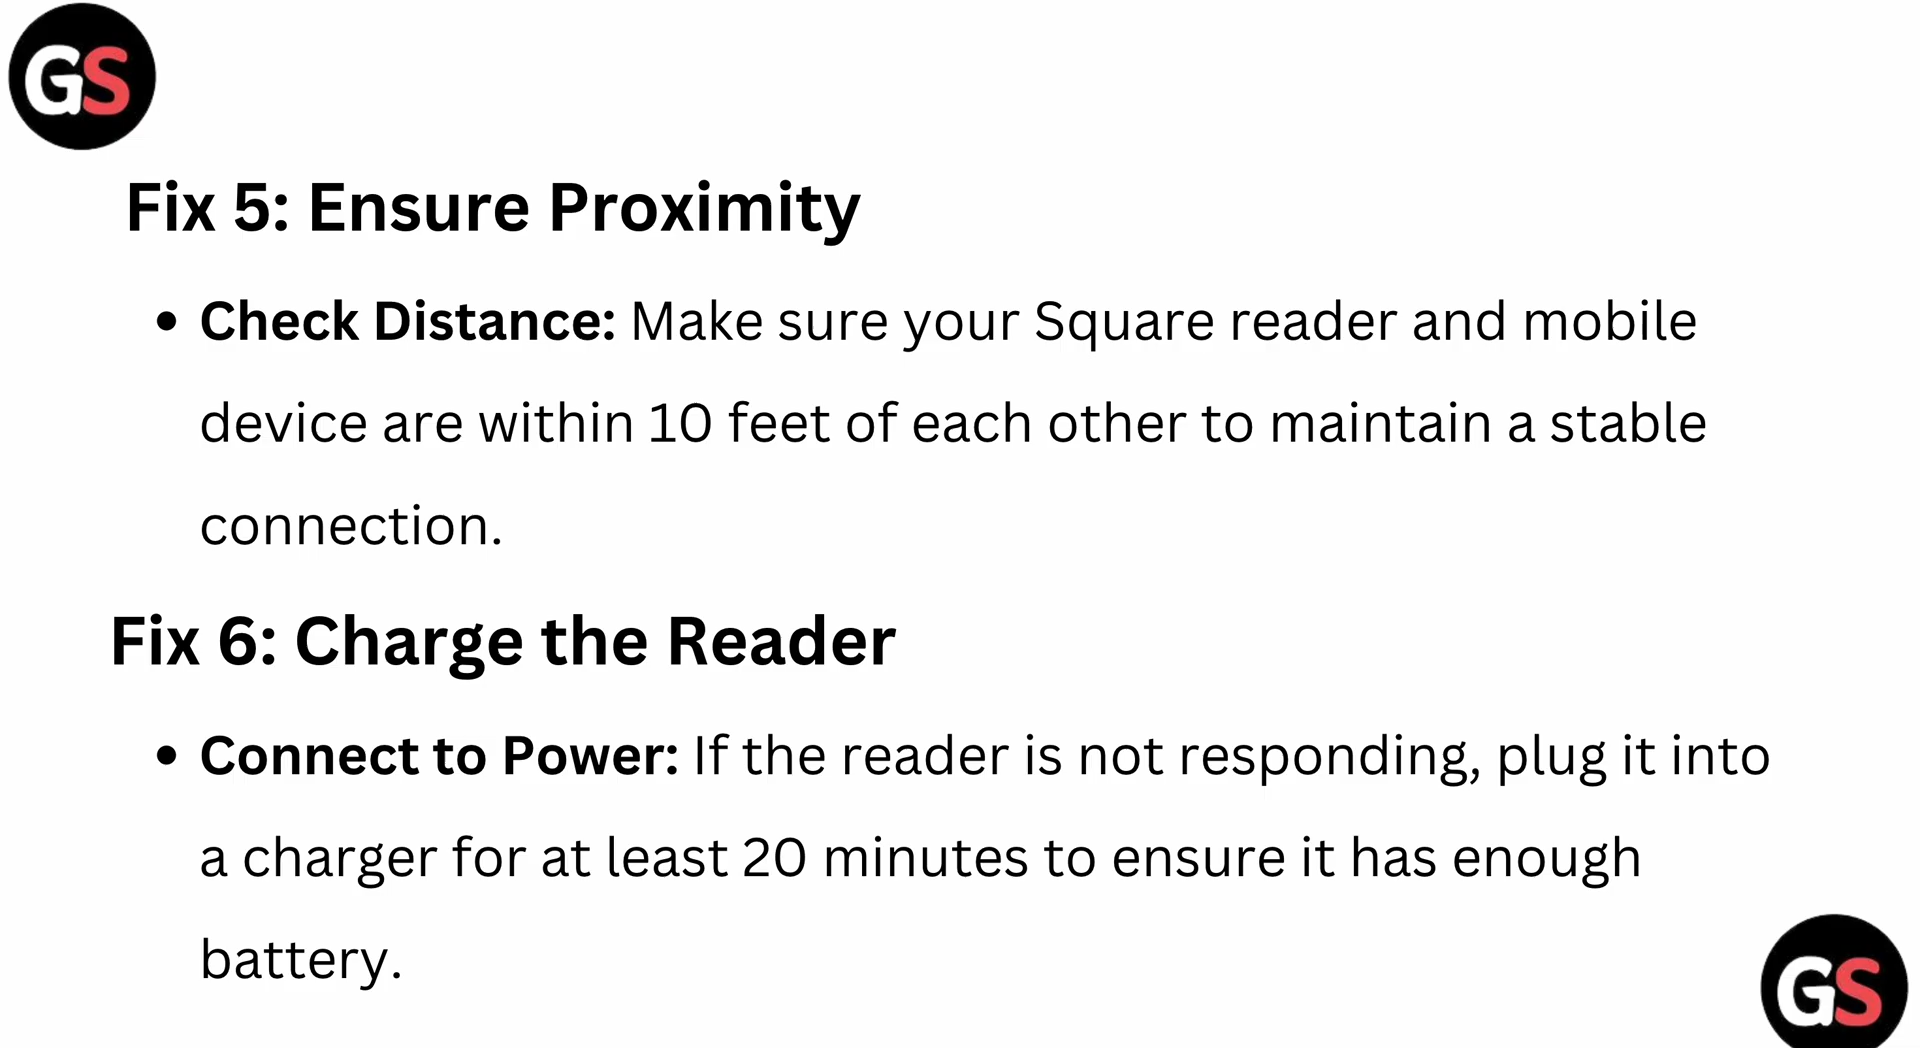 GS
Fix 5: Ensure Proximity
• Check Distance: Make sure your Square reader and mobile
device are within 10 feet of each other to maintain a stable
connection.
Fix 6: Charge the Reader
• Connect to Power: If the reader is not responding, plug it into
a charger for at least 20 minutes to ensure it has enough
battery.
GS